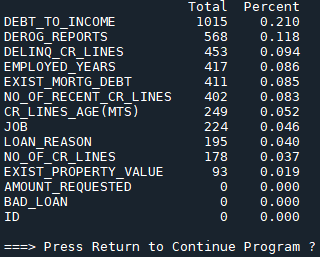 Total Percent
DEBT_TO_INCOME 1015 0.210
DEROG_REPORTS 568 0.118
DELINQ_CR_LINES 453 0.094
EMPLOYED_YEARS 417 0.086
EXIST_MORTG_DEBT 411 0.085
NO_OF_RECENT_CR_LINES 402 0.083
CR_LINES_AGE(MTS) 249 0.052
JOB 224 0.046
LOAN_REASON 195 0.040
NO_OF_CR_LINES 178 0.037
EXIST_PROPERTY_VALUE 93 0.019
AMOUNT_REQUESTED 0 0.000
BAD_LOAN 0 0.000
ID 0 0.000
===> Press Return to Continue Program ?